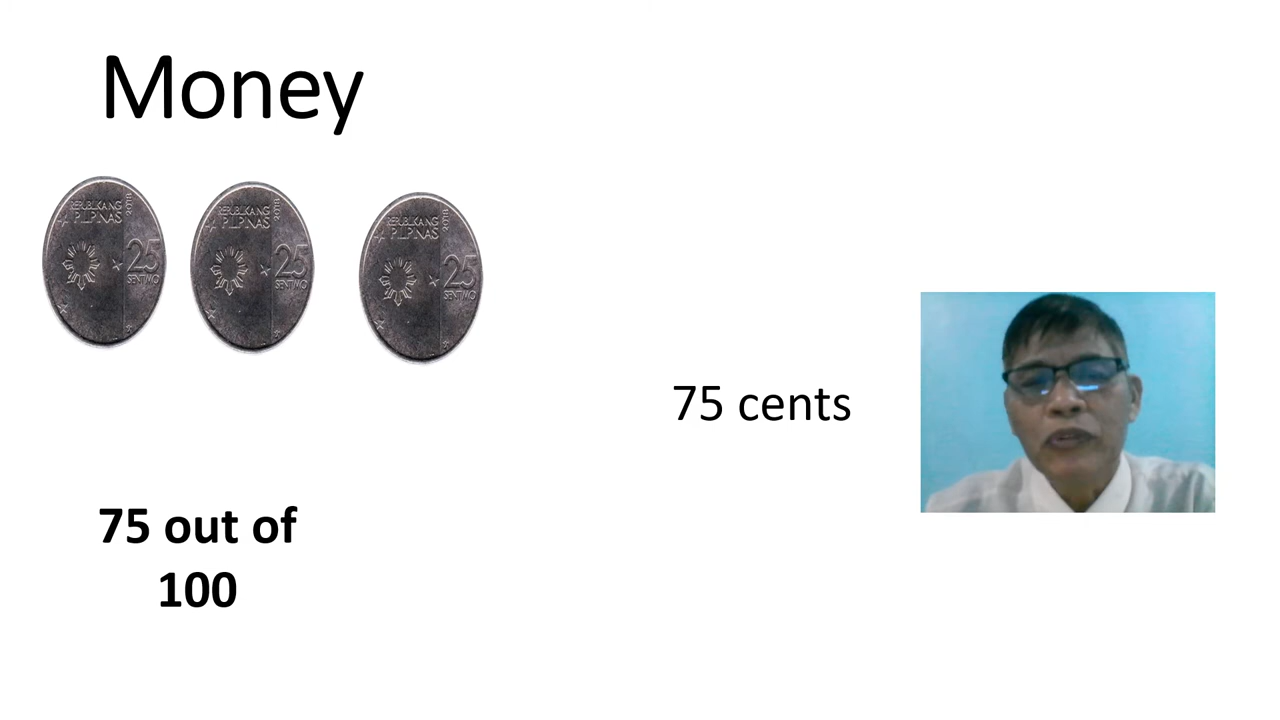 Money
REPUBLIKANG
PILIPINAS
2018
25
SENTIMO
REPUBLIKANG
PILIPINAS
2018
25
SENTIMO
REPUBLIKANG
PILIPINAS
2018
25
SENTIMO
75 cents
75 out of
100